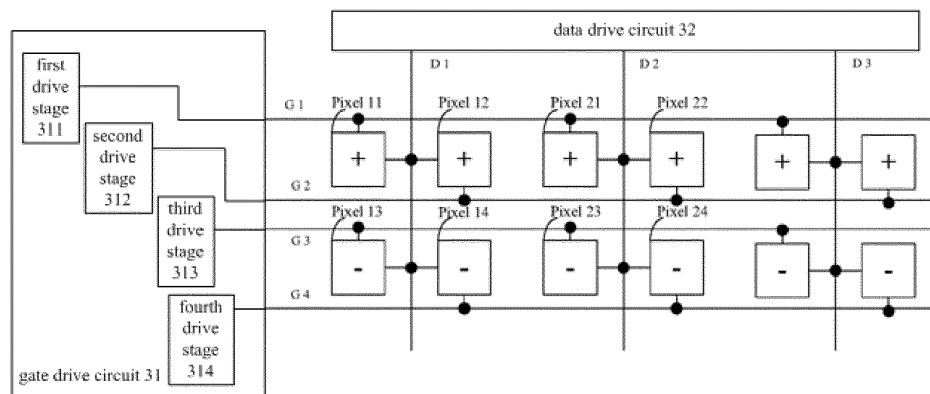 data drive circuit 32
D 1
D 2
D 3
first
drive
stage
311
second
drive
stage
312
third
drive
stage
313
fourth
drive
stage
314
gate drive circuit 31
G 1
Pixel 11
Pixel 12
Pixel 21
Pixel 22
+
+
+
+
+
+
G 2
Pixel 13
Pixel 14
Pixel 23
Pixel 24
G 3
-
-
-
-
-
-
G 4